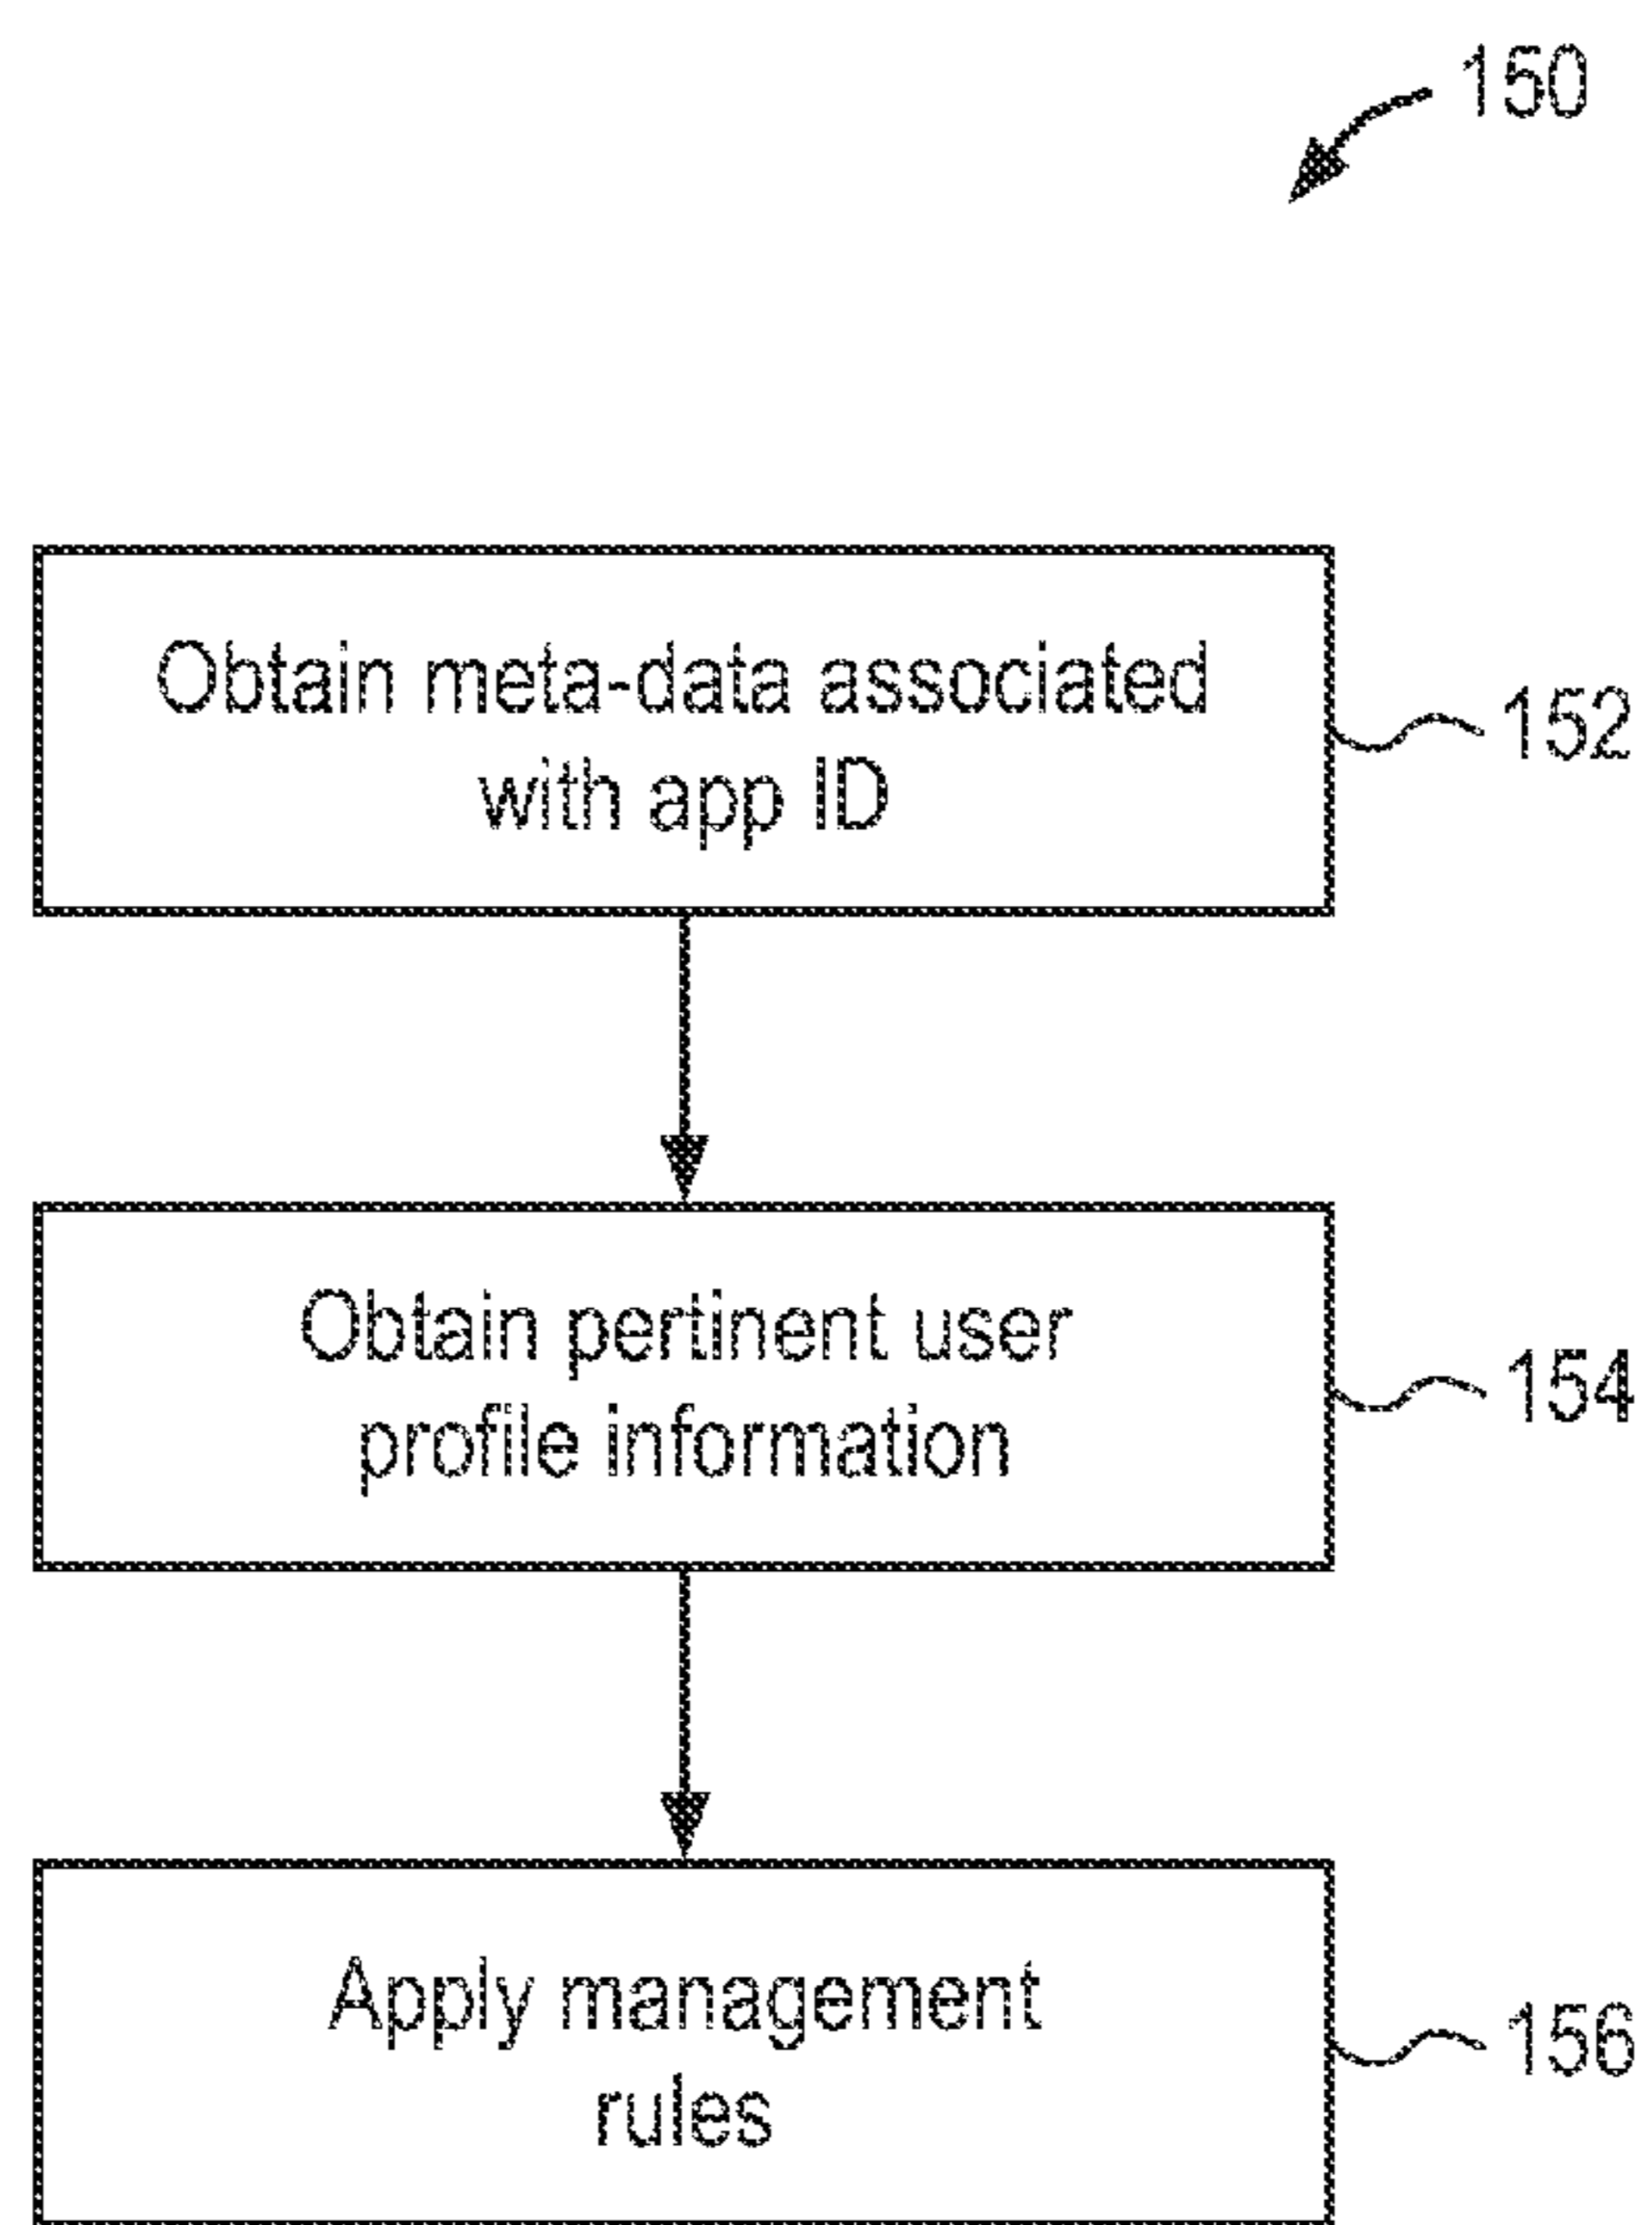 150
Obtain meta-data associated
with app ID
152
Obtain pertinent user
profile information
154
Apply management
rules
156